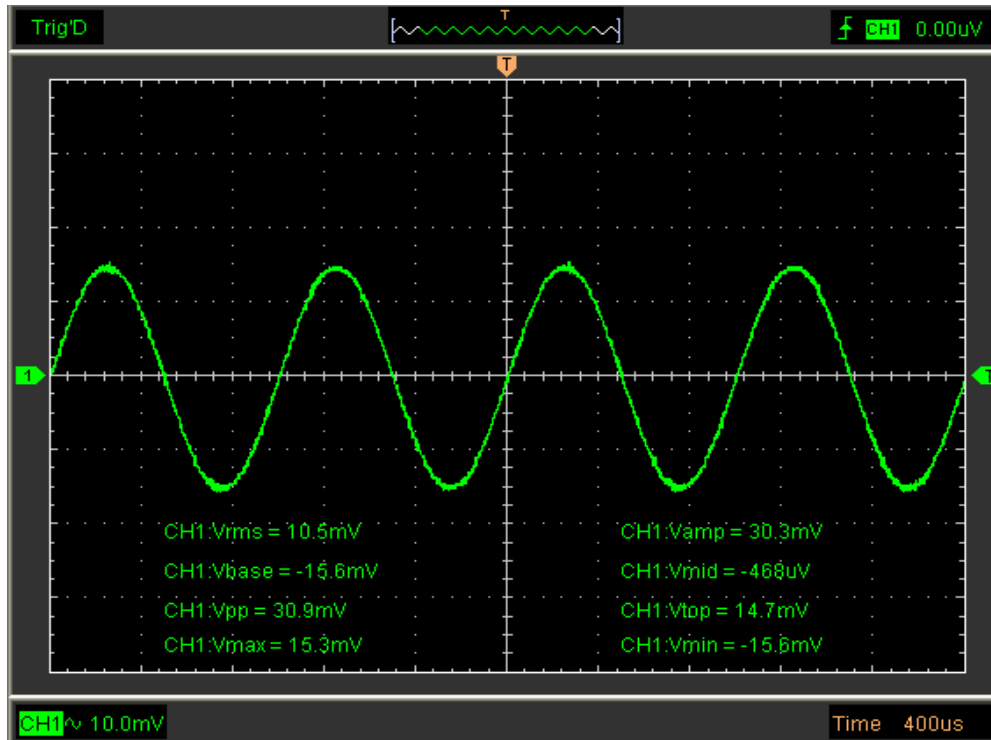 Trig'D
T
CH1 0.00uV
T
1
T
CH1:Vrms = 10.5mV
CH1:Vamp = 30.3mV
CH1:Vbase = -15.6mV
CH1:Vmid = -468uV
CH1:Vpp = 30.9mV
CH1:Vtop = 14.7mV
CH1:Vmax = 15.3mV
CH1:Vmin = -15.6mV
CH1 10.0mV
Time 400us